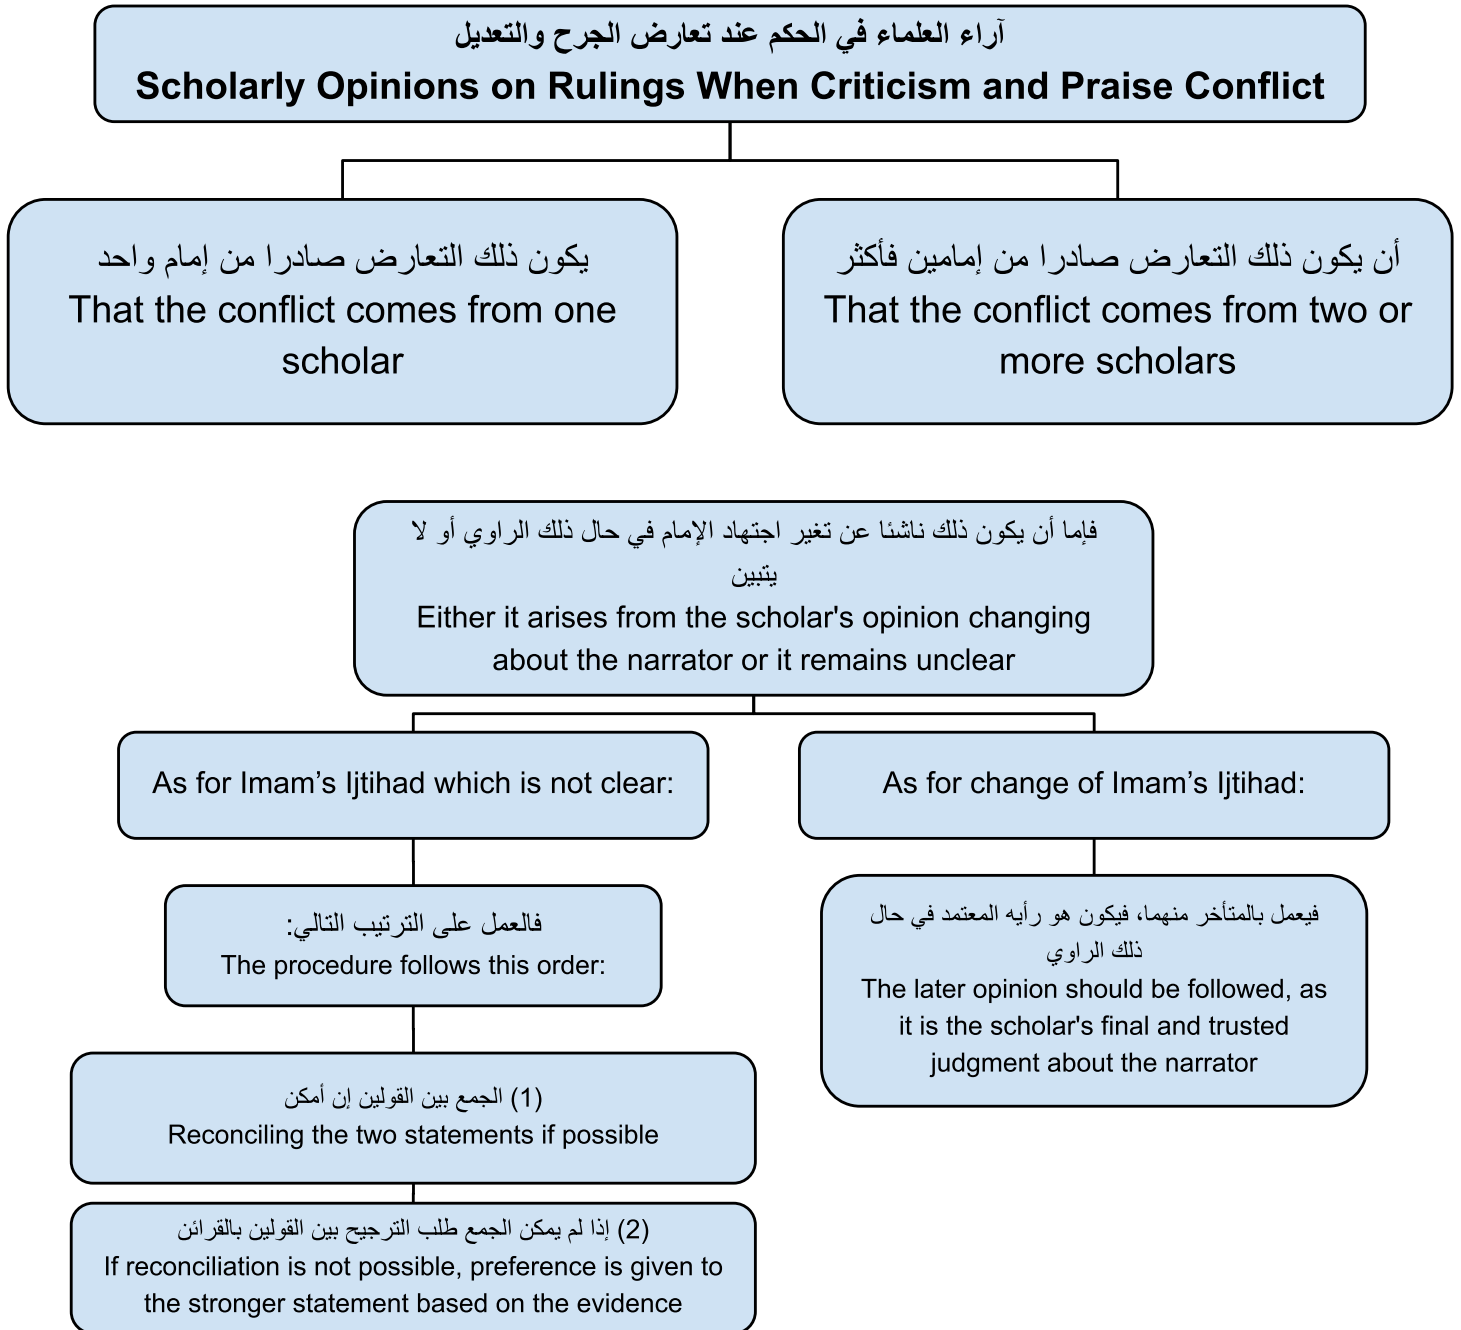 آراء العلماء في الحكم عند تعارض الجرح والتعديل
Scholarly Opinions on Rulings When Criticism and Praise Conflict
يكون ذلك التعارض صادرا من إمام واحد
That the conflict comes from one
scholar
أن يكون ذلك التعارض صادرا من إمامين فأكثر
That the conflict comes from two or
more scholars
فإما أن يكون ذلك ناشئا عن تغير اجتهاد الإمام في حال ذلك الراوي أو لا
يتبين
Either it arises from the scholar's opinion changing
about the narrator or it remains unclear
As for Imam’s Ijtihad which is not clear:
As for change of Imam’s Ijtihad:
فالعمل على الترتيب التالي:
The procedure follows this order:
فيعمل بالمتأخر منهما، فيكون هو رأيه المعتمد في حال
ذلك الراوي
The later opinion should be followed, as
it is the scholar's final and trusted
judgment about the narrator
(1) الجمع بين القولين إن أمكن
Reconciling the two statements if possible
(2) إذا لم يمكن الجمع طلب الترجيح بين القولين بالقرائن
If reconciliation is not possible, preference is given to
the stronger statement based on the evidence